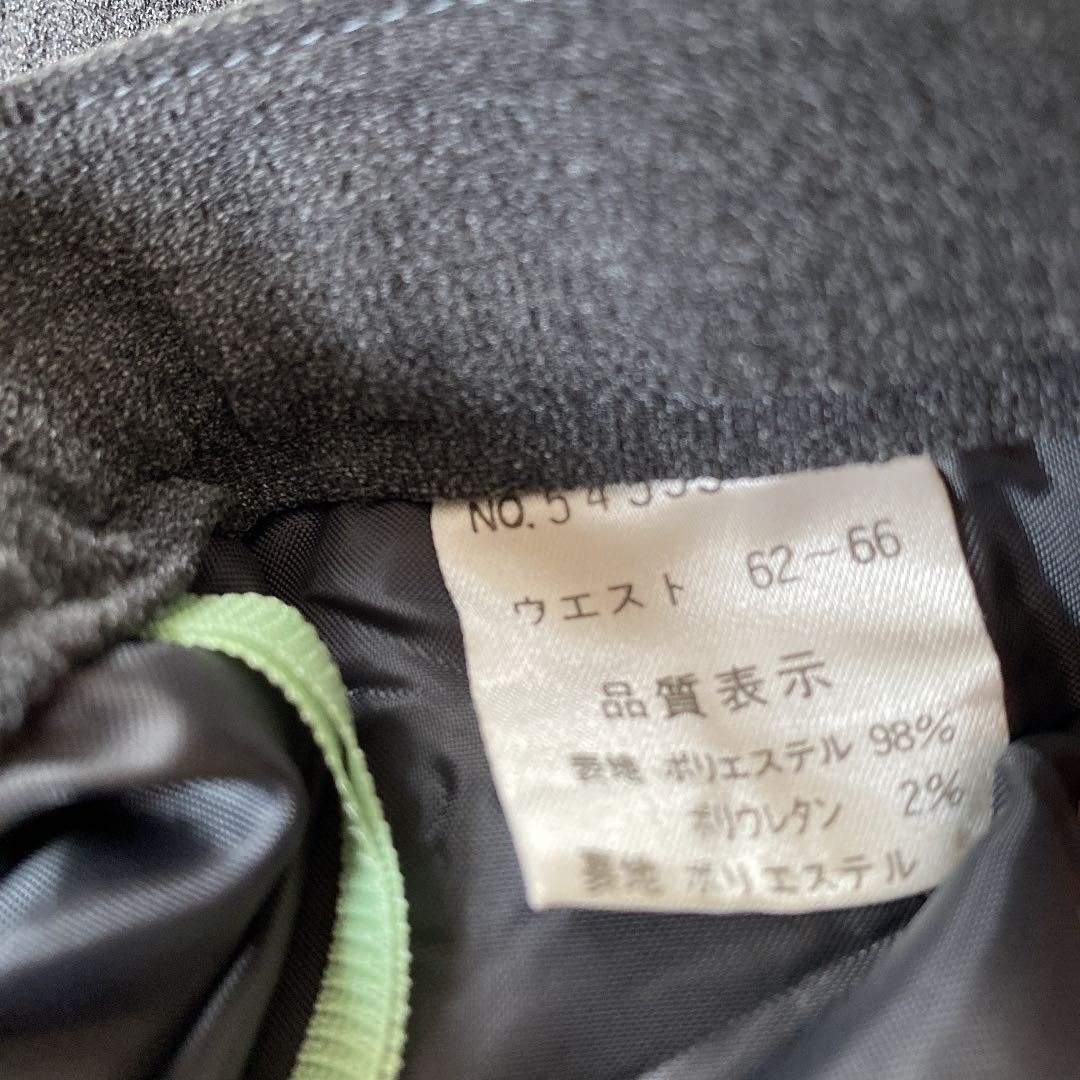 NO.
ウエスト 62～66
品質表示
表地 ポリエステル 98%
ポリウレタン 2%
裏地 ポリエステル